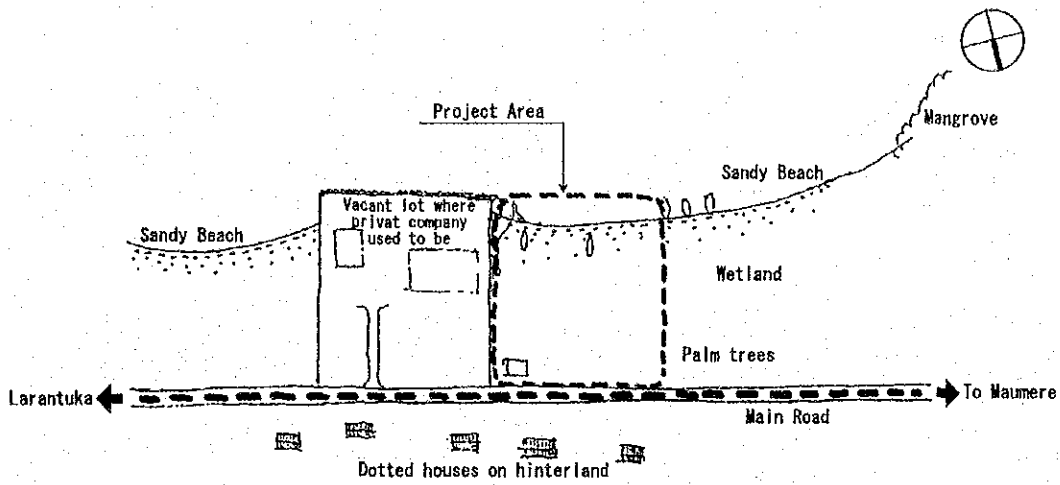 Project Area
Mangrove
Sandy Beach
Vacant lot where
privat company
used to be
Sandy Beach
Wetland
Palm trees
Larantuka
To Maumere
Main Road
Dotted houses on hinterland